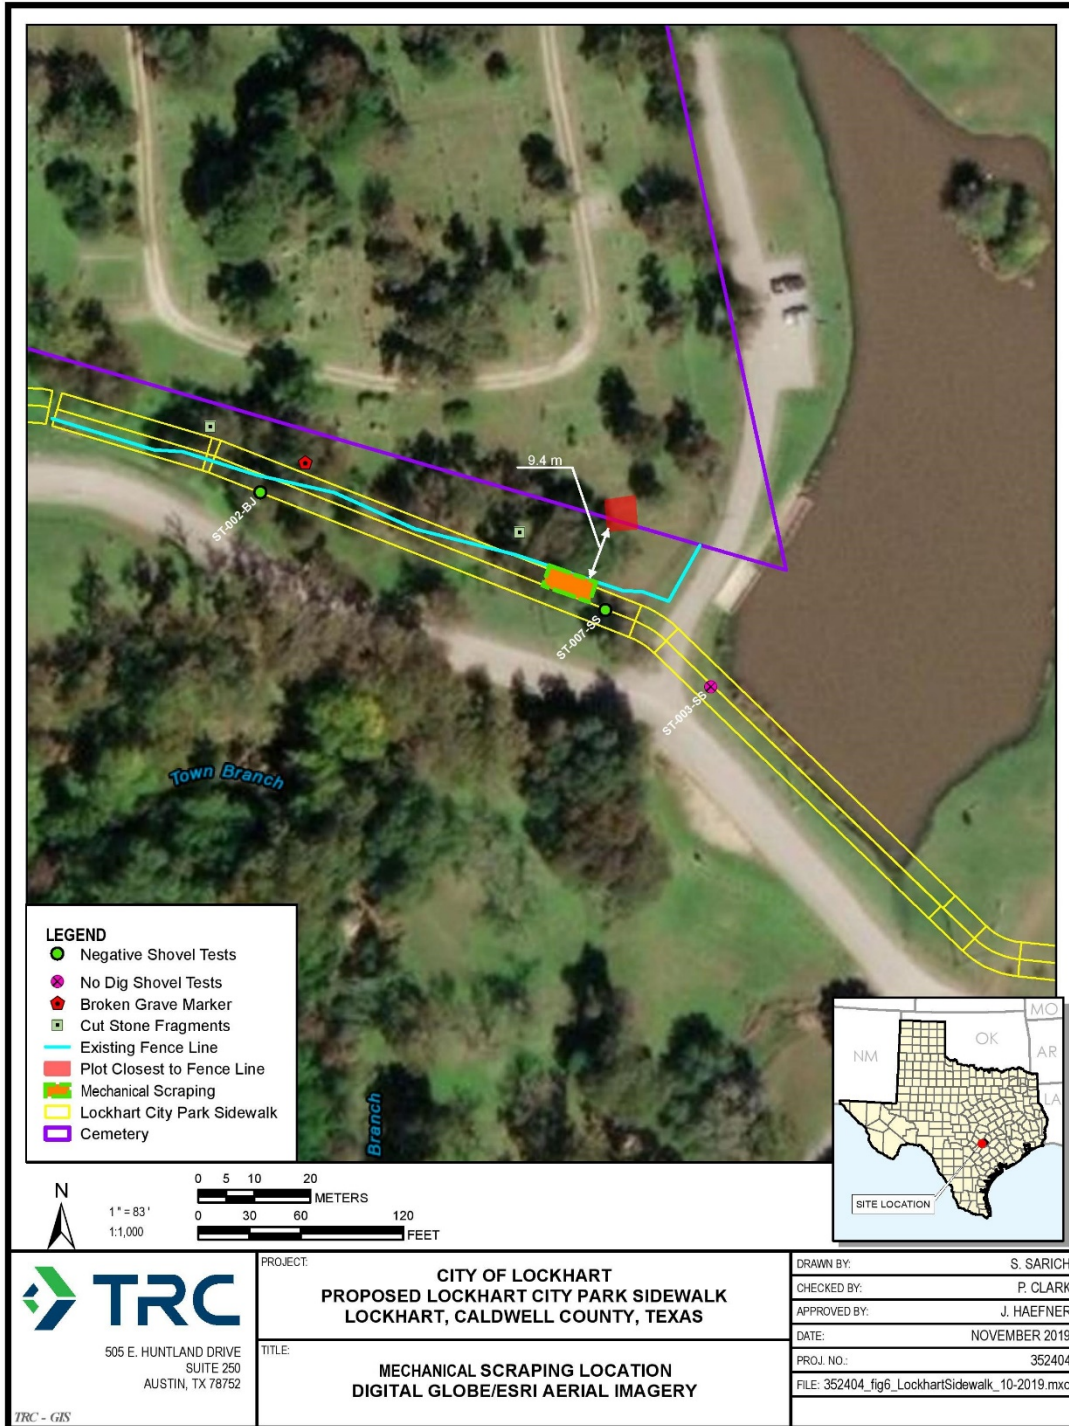 9.4 m
ST-002-BJ
ST-007-SS
ST-003-SS
Town Branch
Branch
LEGEND
Negative Shovel Tests
No Dig Shovel Tests
Broken Grave Marker
Cut Stone Fragments
Existing Fence Line
Plot Closest to Fence Line
Mechanical Scraping
Lockhart City Park Sidewalk
Cemetery
MO
OK
NM
AR
LA
SITE LOCATION
N
1 " = 83 '
1:1,000
0 5 10 20
METERS
0 30 60 120
FEET
TRC
505 E. HUNTLAND DRIVE
SUITE 250
AUSTIN, TX 78752
TRC - GIS
PROJECT:
CITY OF LOCKHART
PROPOSED LOCKHART CITY PARK SIDEWALK
LOCKHART, CALDWELL COUNTY, TEXAS
TITLE:
MECHANICAL SCRAPING LOCATION
DIGITAL GLOBE/ESRI AERIAL IMAGERY
DRAWN BY: S. SARICH
CHECKED BY: P. CLARK
APPROVED BY: J. HAEFNER
DATE: NOVEMBER 2019
PROJ. NO.: 352404
FILE: 352404_fig6_LockhartSidewalk_10-2019.mxd